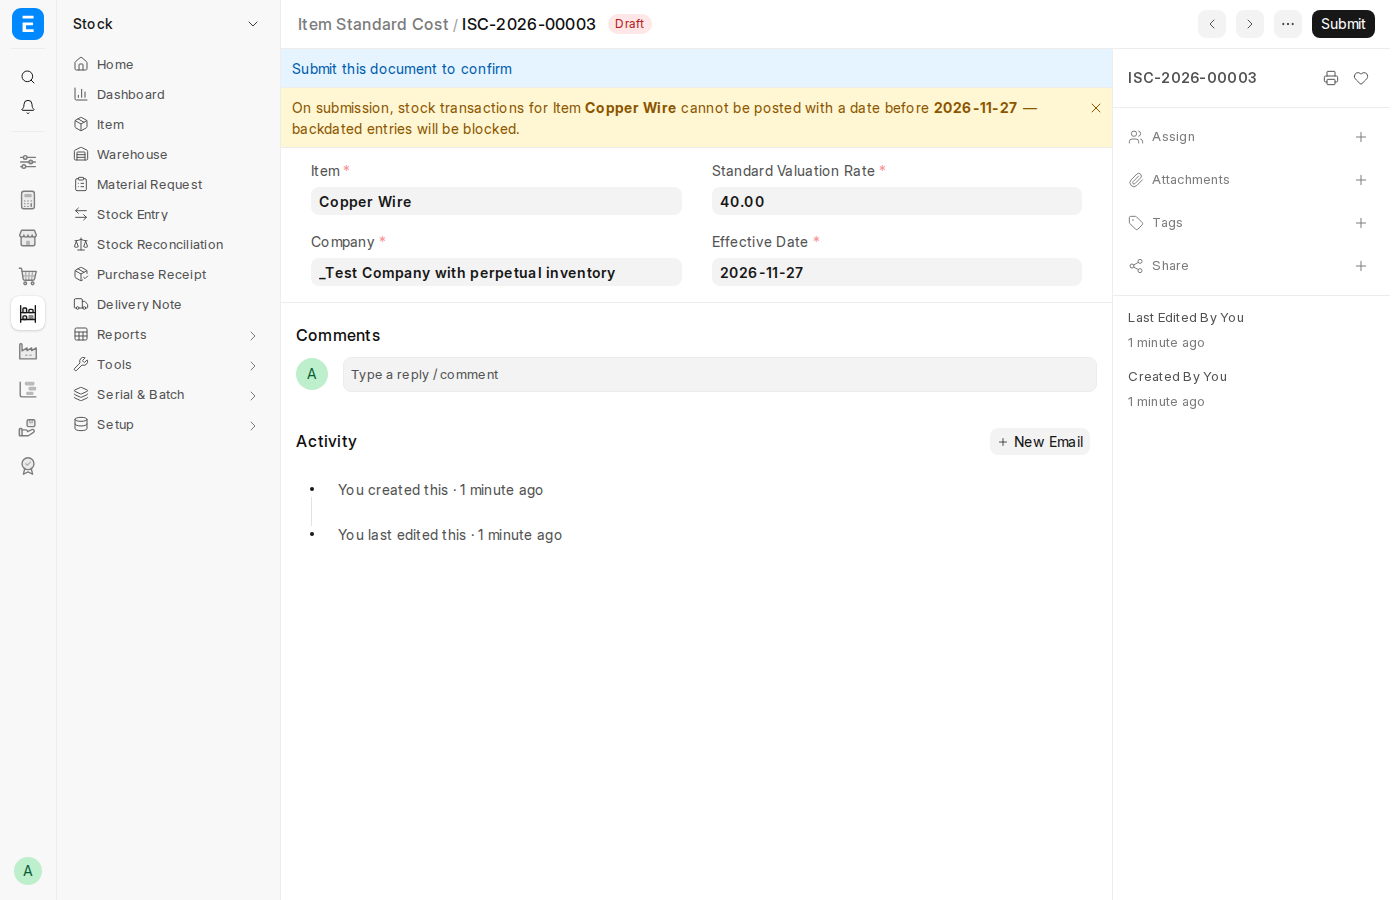 Stock
Home
Dashboard
Item
Warehouse
Material Request
Stock Entry
Stock Reconciliation
Purchase Receipt
Delivery Note
Reports
Tools
Serial & Batch
Setup
A
Item Standard Cost / ISC-2026-00003 Draft
Submit
Submit this document to confirm
On submission, stock transactions for Item Copper Wire cannot be posted with a date before 2026-11-27 —
backdated entries will be blocked.
Item *
Copper Wire
Standard Valuation Rate *
40.00
Company *
_Test Company with perpetual inventory
Effective Date *
2026-11-27
Comments
A
Type a reply / comment
Activity
New Email
You created this · 1 minute ago
You last edited this · 1 minute ago
ISC-2026-00003
Assign
Attachments
Tags
Share
Last Edited By You
1 minute ago
Created By You
1 minute ago